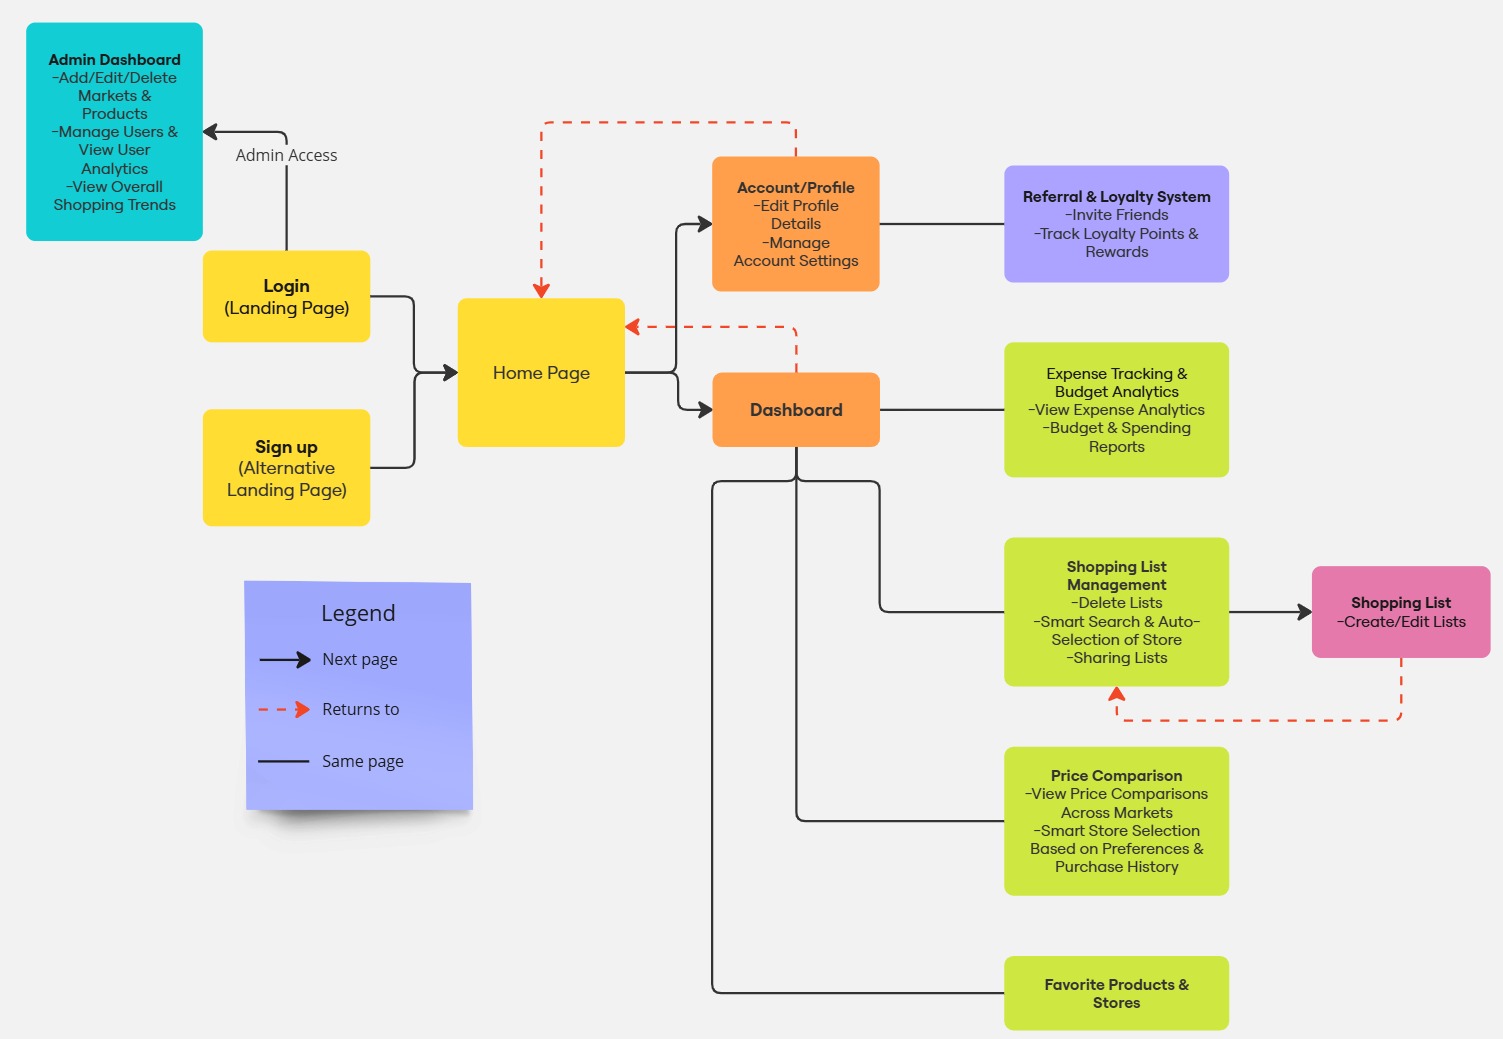 Admin Dashboard
-Add/Edit/Delete
Markets &
Products
-Manage Users &
View User
Analytics
-View Overall
Shopping Trends
Admin Access
Login
(Landing Page)
Sign up
(Alternative
Landing Page)
Home Page
Account/Profile
-Edit Profile
Details
-Manage
Account Settings
Dashboard
Referral & Loyalty System
-Invite Friends
-Track Loyalty Points &
Rewards
Expense Tracking &
Budget Analytics
-View Expense Analytics
-Budget & Spending
Reports
Shopping List
Management
-Delete Lists
-Smart Search & Auto-
Selection of Store
-Sharing Lists
Shopping List
-Create/Edit Lists
Price Comparison
-View Price Comparisons
Across Markets
-Smart Store Selection
Based on Preferences &
Purchase History
Favorite Products &
Stores
Legend
Next page
Returns to
Same page